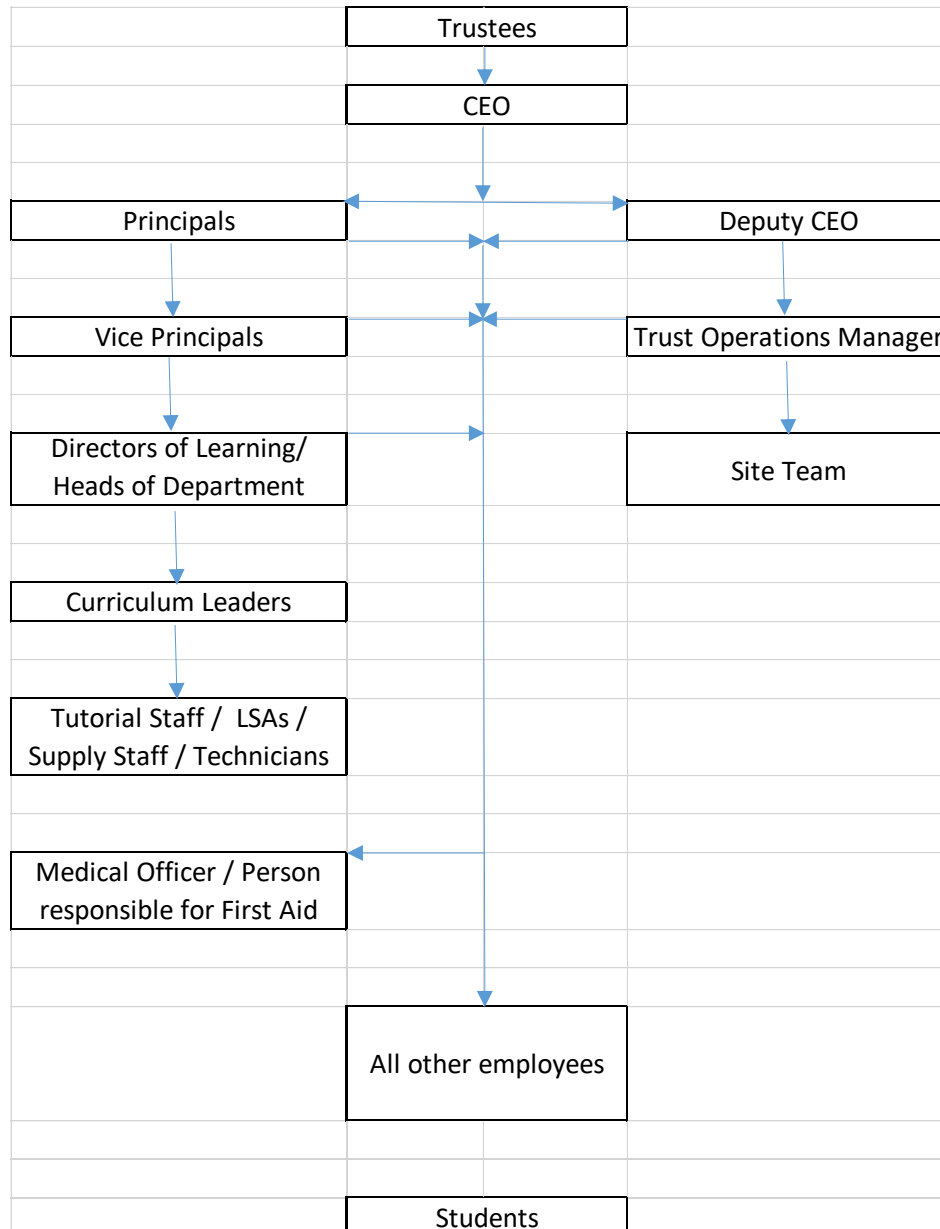 Trustees
CEO
Principals
Deputy CEO
Vice Principals
Trust Operations Manager
Directors of Learning/
Heads of Department
Site Team
Curriculum Leaders
Tutorial Staff /  LSAs /
Supply Staff / Technicians
Medical Officer / Person
responsible for First Aid
All other employees
Students